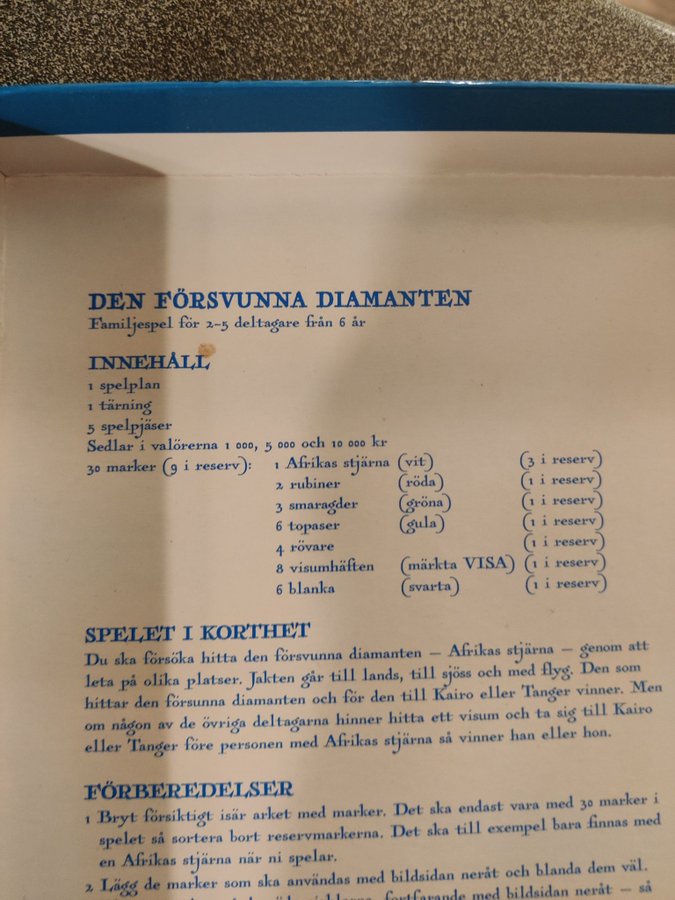 DEN FÖRSVUNNA DIAMANTEN
Familjespel för 2-5 deltagare från 6 år
INNEHÅLL
1 spelplan
1 tärning
5 spelpjäser
Sedlar i valörerna 1 000, 5 000 och 10 000 kr
30 marker (9 i reserv): 1 Afrikas stjärna (vit) (3 i reserv)
2 rubiner (röda) (1 i reserv)
3 smaragder (gröna) (1 i reserv)
6 topaser (gula) (1 i reserv)
4 rövare (1 i reserv)
8 visumhäften (märkta VISA) (1 i reserv)
6 blanka (svarta) (1 i reserv)
SPELET I KORTHET
Du ska försöka hitta den försvunna diamanten – Afrikas stjärna – genom att
leta på olika platser. Jakten går till lands, till sjöss och med flyg. Den som
hittar den försunna diamanten och för den till Kairo eller Tanger vinner. Men
om någon av de övriga deltagarna hinner hitta ett visum och ta sig till Kairo
eller Tanger före personen med Afrikas stjärna så vinner han eller hon.
FÖRBEREDELSER
1 Bryt försiktigt isär arket med marker. Det ska endast vara med 30 marker i
spelet så sortera bort reservmarkerna. Det ska till exempel bara finnas med
en Afrikas stjärna när ni spelar.
2 Lägg de marker som ska användas med bildsidan neråt och blanda dem väl.
fortfarande med bildsidan neråt – så